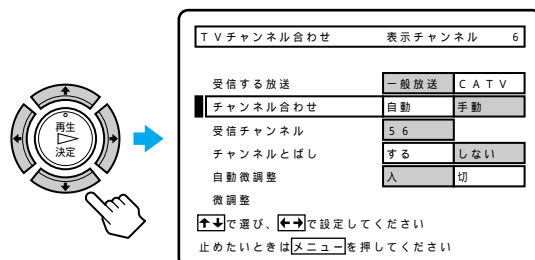 再生
決定
TVチャンネル合わせ 表示チャンネル 6
受信する放送 一般放送 CATV
チャンネル合わせ 自動 手動
受信チャンネル 56
チャンネルとばし する しない
自動微調整 入 切
微調整
↑↓で選び、←→で設定してください
止めたいときはメニューを押してください